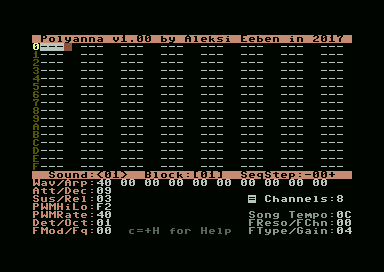 Polyanna v1.00 by Aleksi Eeben in 2017
0 --- --- --- --- --- --- --- ---
1 --- --- --- --- --- --- --- ---
2 --- --- --- --- --- --- --- ---
3 --- --- --- --- --- --- --- ---
4 --- --- --- --- --- --- --- ---
5 --- --- --- --- --- --- --- ---
6 --- --- --- --- --- --- --- ---
7 --- --- --- --- --- --- --- ---
8 --- --- --- --- --- --- --- ---
9 --- --- --- --- --- --- --- ---
A --- --- --- --- --- --- --- ---
B --- --- --- --- --- --- --- ---
C --- --- --- --- --- --- --- ---
D --- --- --- --- --- --- --- ---
E --- --- --- --- --- --- --- ---
F --- --- --- --- --- --- --- ---
Sound:<01> Block:[01] SeqStep:-00+
Wav/Arp:40 00 00 00 00 00 00 00 00 00
Att/Dec:09
Sus/Rel:03 Channels:8
PWMHiLo:F2
PWMRate:40 Song Tempo:0C
Det/Oct:01 FReso/FChn:00
FMod/Fq:00 c=+H for Help FType/Gain:04